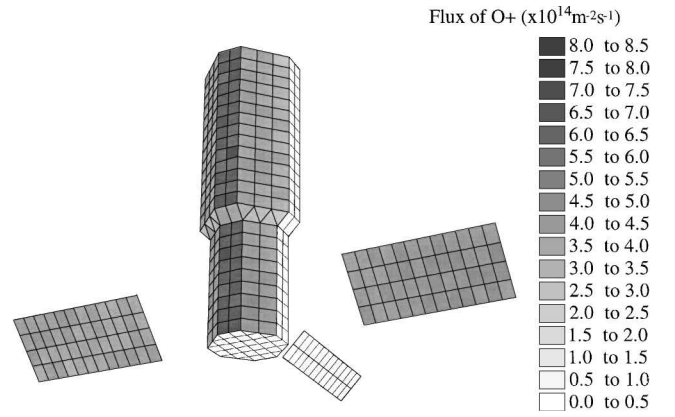 Flux of O+ (x10¹⁴m⁻²s⁻¹)
8.0 to 8.5
7.5 to 8.0
7.0 to 7.5
6.5 to 7.0
6.0 to 6.5
5.5 to 6.0
5.0 to 5.5
4.5 to 5.0
4.0 to 4.5
3.5 to 4.0
3.0 to 3.5
2.5 to 3.0
2.0 to 2.5
1.5 to 2.0
1.0 to 1.5
0.5 to 1.0
0.0 to 0.5